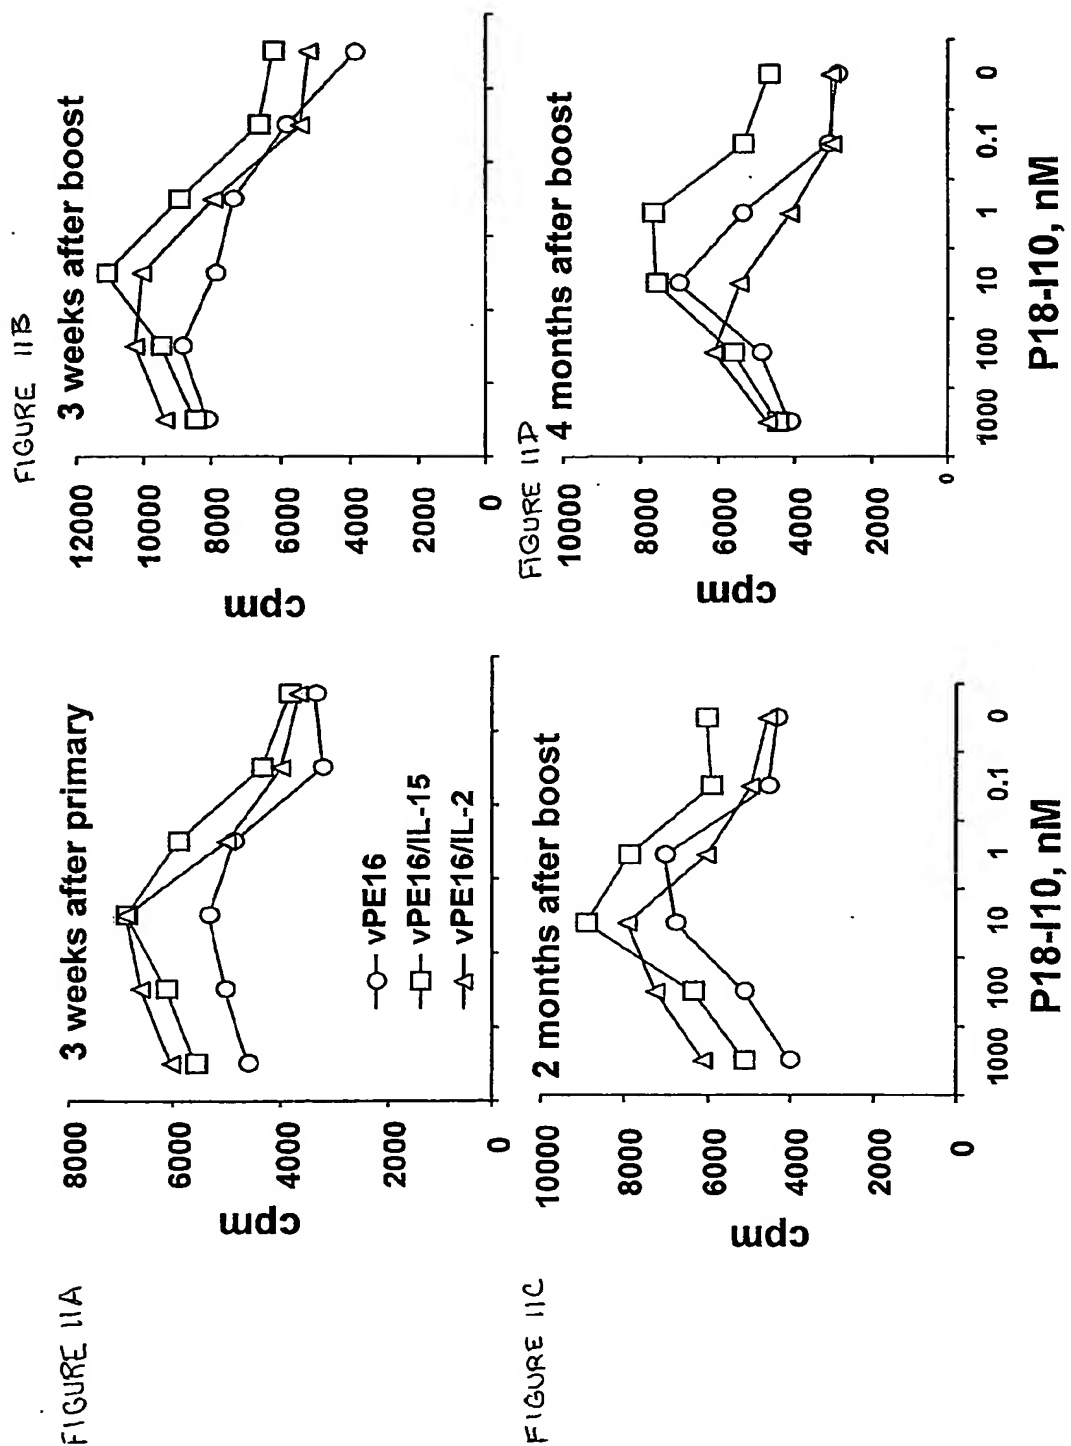 FIGURE 11A
3 weeks after primary
cpm
8000
6000
4000
2000
0
vPE16
vPE16/IL-15
vPE16/IL-2
FIGURE 11B
3 weeks after boost
cpm
12000
10000
8000
6000
4000
2000
0
FIGURE 11C
2 months after boost
cpm
10000
8000
6000
4000
2000
0
1000 100 10 1 0.1 0
P18-I10, nM
FIGURE 11D
4 months after boost
cpm
10000
8000
6000
4000
2000
0
1000 100 10 1 0.1 0
P18-I10, nM